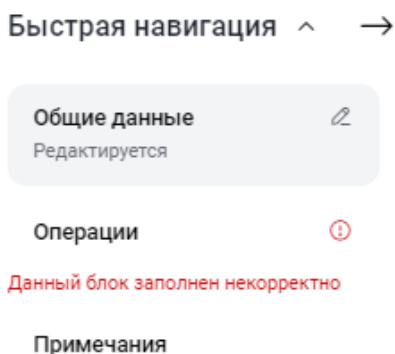 Быстрая навигация
Общие данные
Редактируется
Операции
Данный блок заполнен некорректно
Примечания